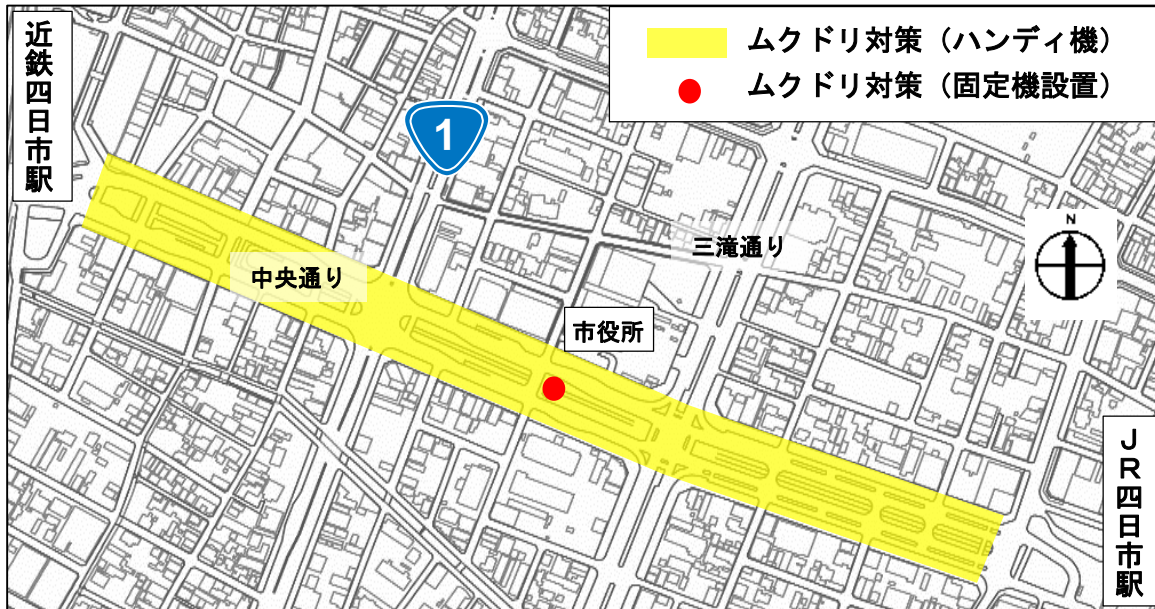 近鉄四日市駅
ムクドリ対策（ハンディ機）
ムクドリ対策（固定機設置）
1
N
三滝通り
中央通り
市役所
ＪＲ四日市駅